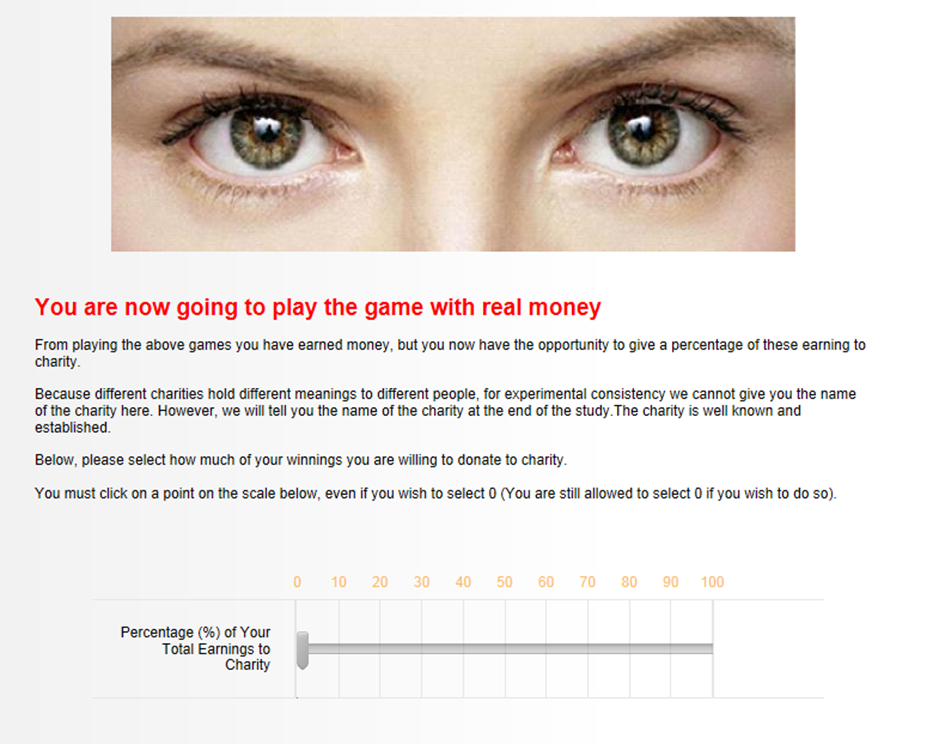 You are now going to play the game with real money
From playing the above games you have earned money, but you now have the opportunity to give a percentage of these earning to
charity.
Because different charities hold different meanings to different people, for experimental consistency we cannot give you the name
of the charity here. However, we will tell you the name of the charity at the end of the study.The charity is well known and
established.
Below, please select how much of your winnings you are willing to donate to charity.
You must click on a point on the scale below, even if you wish to select 0 (You are still allowed to select 0 if you wish to do so).
0 10 20 30 40 50 60 70 80 90 100
Percentage (%) of Your
Total Earnings to
Charity